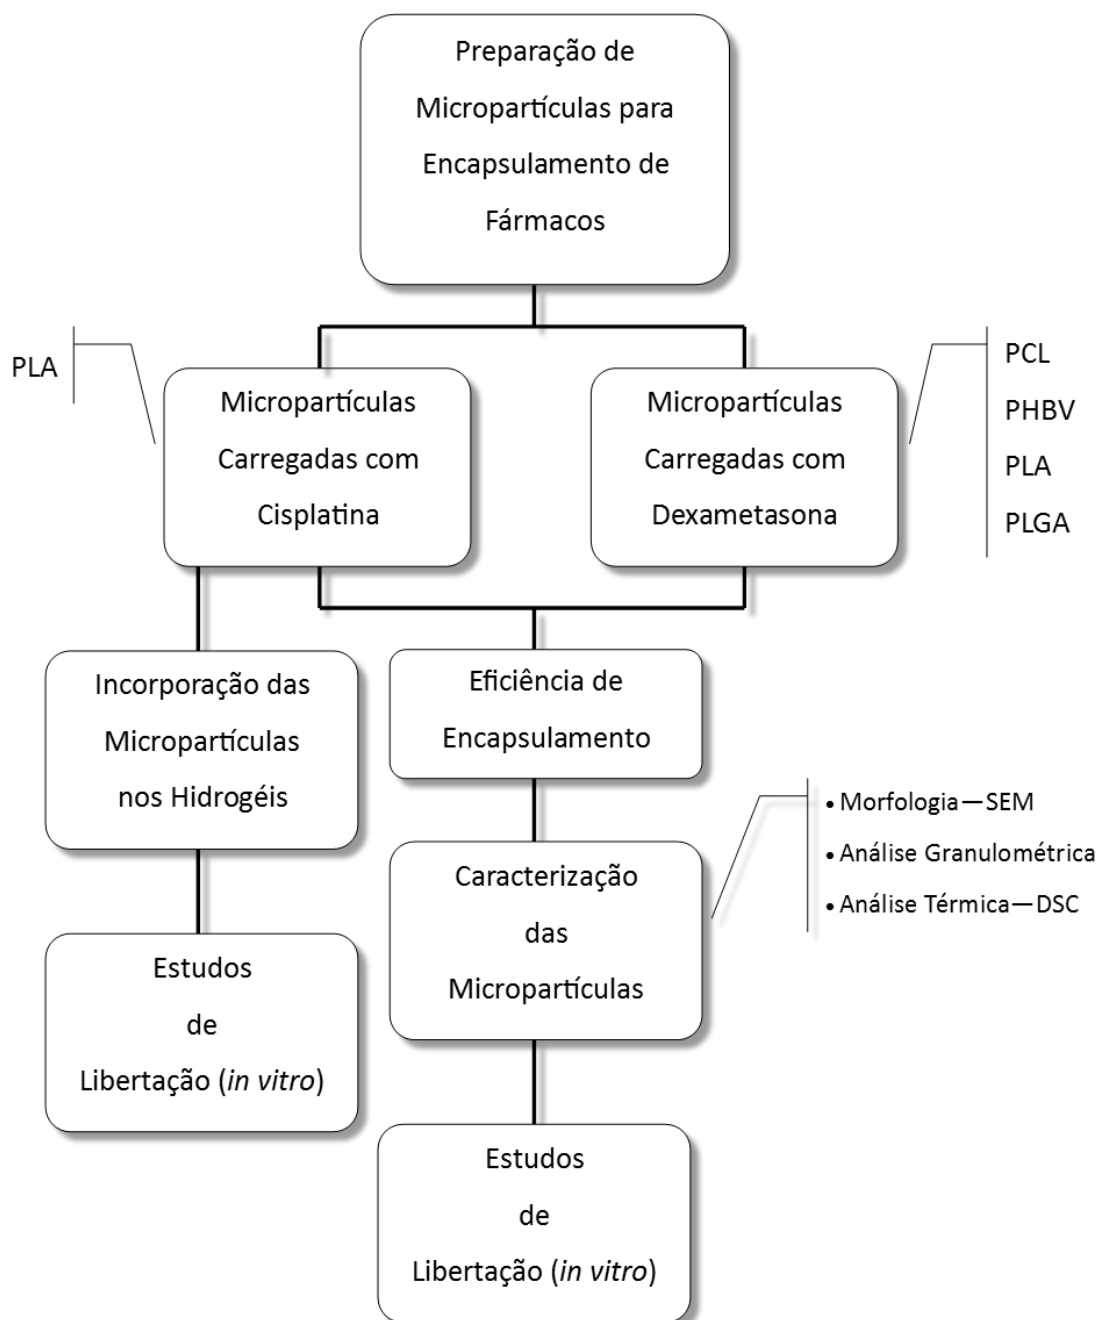 Preparação de
Micropartículas para
Encapsulamento de
Fármacos
PLA
Micropartículas
Carregadas com
Cisplatina
Micropartículas
Carregadas com
Dexametasona
PCL
PHBV
PLA
PLGA
Incorporação das
Micropartículas
nos Hidrogéis
Eficiência de
Encapsulamento
• Morfologia—SEM
• Análise Granulométrica
• Análise Térmica—DSC
Caracterização
das
Micropartículas
Estudos
de
Libertação (in vitro)
Estudos
de
Libertação (in vitro)